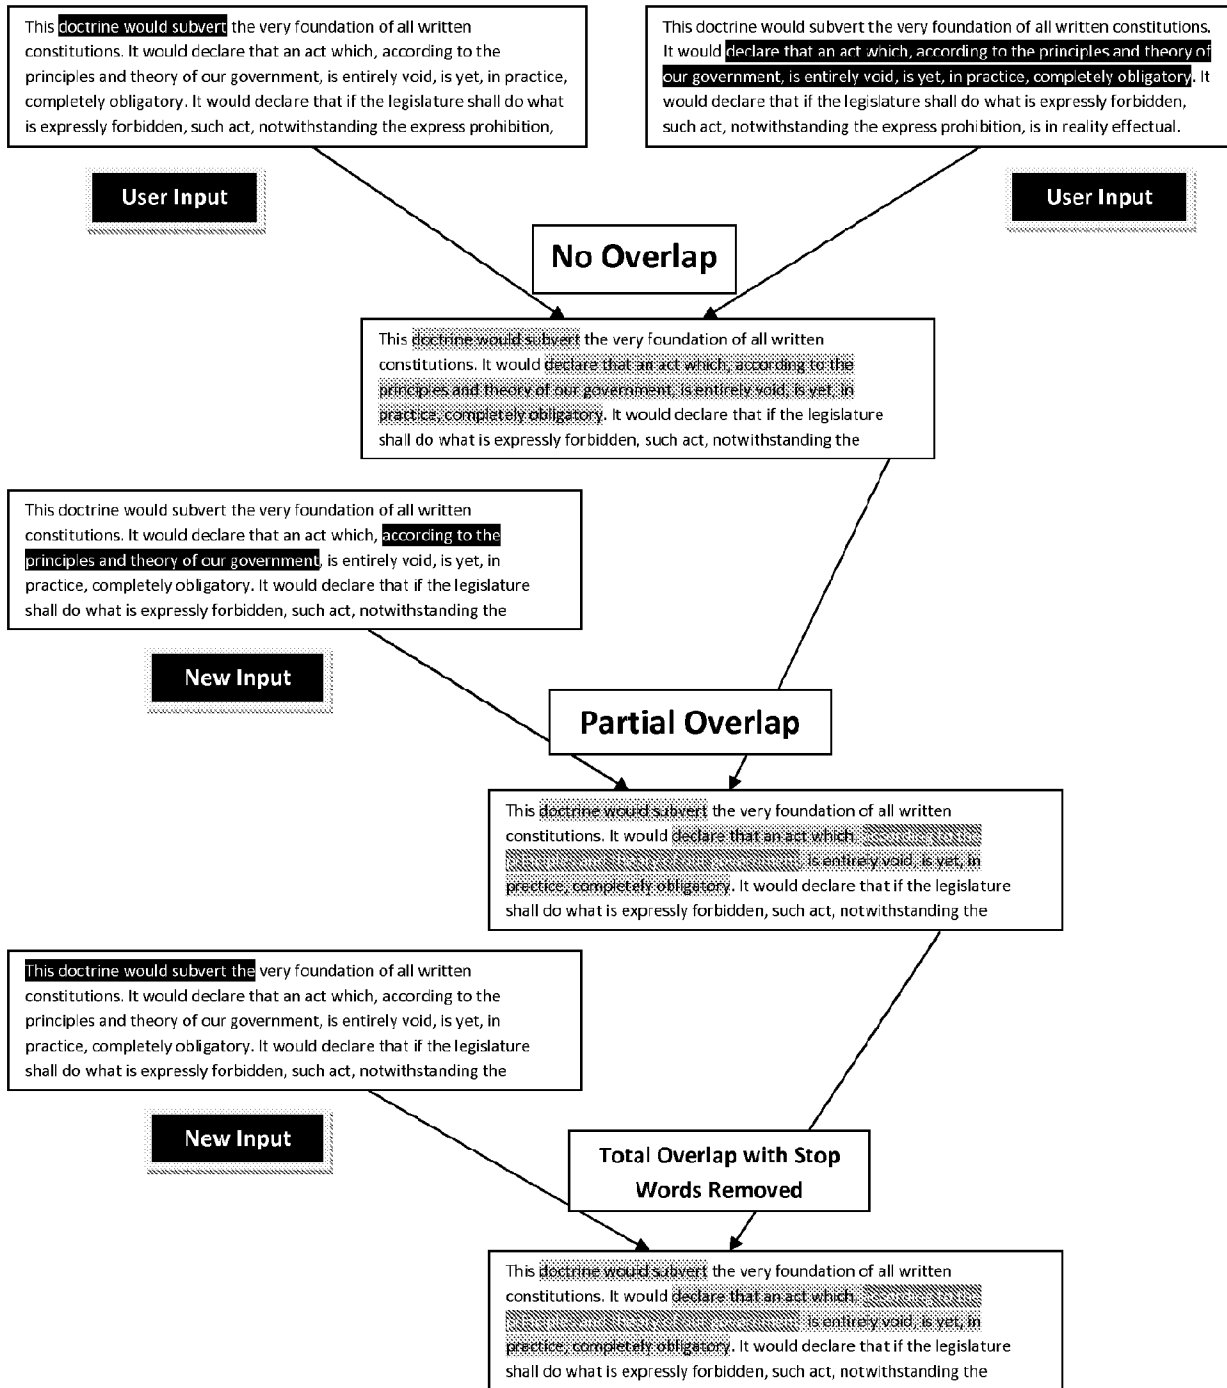 This doctrine would subvert the very foundation of all written
constitutions. It would declare that an act which, according to the
principles and theory of our government, is entirely void, is yet, in practice,
completely obligatory. It would declare that if the legislature shall do what
is expressly forbidden, such act, notwithstanding the express prohibition,
This doctrine would subvert the very foundation of all written constitutions.
It would declare that an act which, according to the principles and theory of
our government, is entirely void, is yet, in practice, completely obligatory. It
would declare that if the legislature shall do what is expressly forbidden,
such act, notwithstanding the express prohibition, is in reality effectual.
User Input
User Input
No Overlap
This doctrine would subvert the very foundation of all written
constitutions. It would declare that an act which, according to the
principles and theory of our government, is entirely void, is yet, in
practice, completely obligatory. It would declare that if the legislature
shall do what is expressly forbidden, such act, notwithstanding the
This doctrine would subvert the very foundation of all written
constitutions. It would declare that an act which, according to the
principles and theory of our government, is entirely void, is yet, in
practice, completely obligatory. It would declare that if the legislature
shall do what is expressly forbidden, such act, notwithstanding the
New Input
Partial Overlap
This doctrine would subvert the very foundation of all written
constitutions. It would declare that an act which,
is entirely void, is yet, in
practice, completely obligatory. It would declare that if the legislature
shall do what is expressly forbidden, such act, notwithstanding the
This doctrine would subvert the very foundation of all written
constitutions. It would declare that an act which, according to the
principles and theory of our government, is entirely void, is yet, in
practice, completely obligatory. It would declare that if the legislature
shall do what is expressly forbidden, such act, notwithstanding the
New Input
Total Overlap with Stop
Words Removed
This doctrine would subvert the very foundation of all written
constitutions. It would declare that an act which,
is entirely void, is yet, in
practice, completely obligatory. It would declare that if the legislature
shall do what is expressly forbidden, such act, notwithstanding the